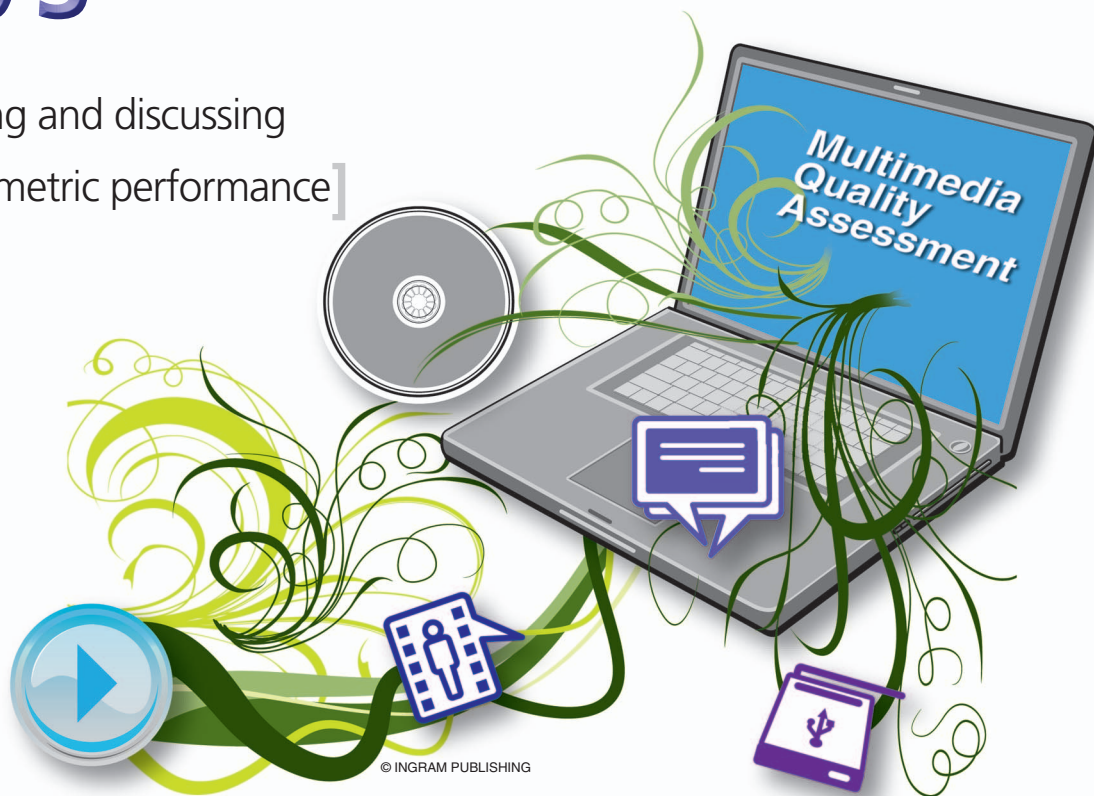 ng and discussing
metric performance]
Multimedia
Quality
Assessment
© INGRAM PUBLISHING